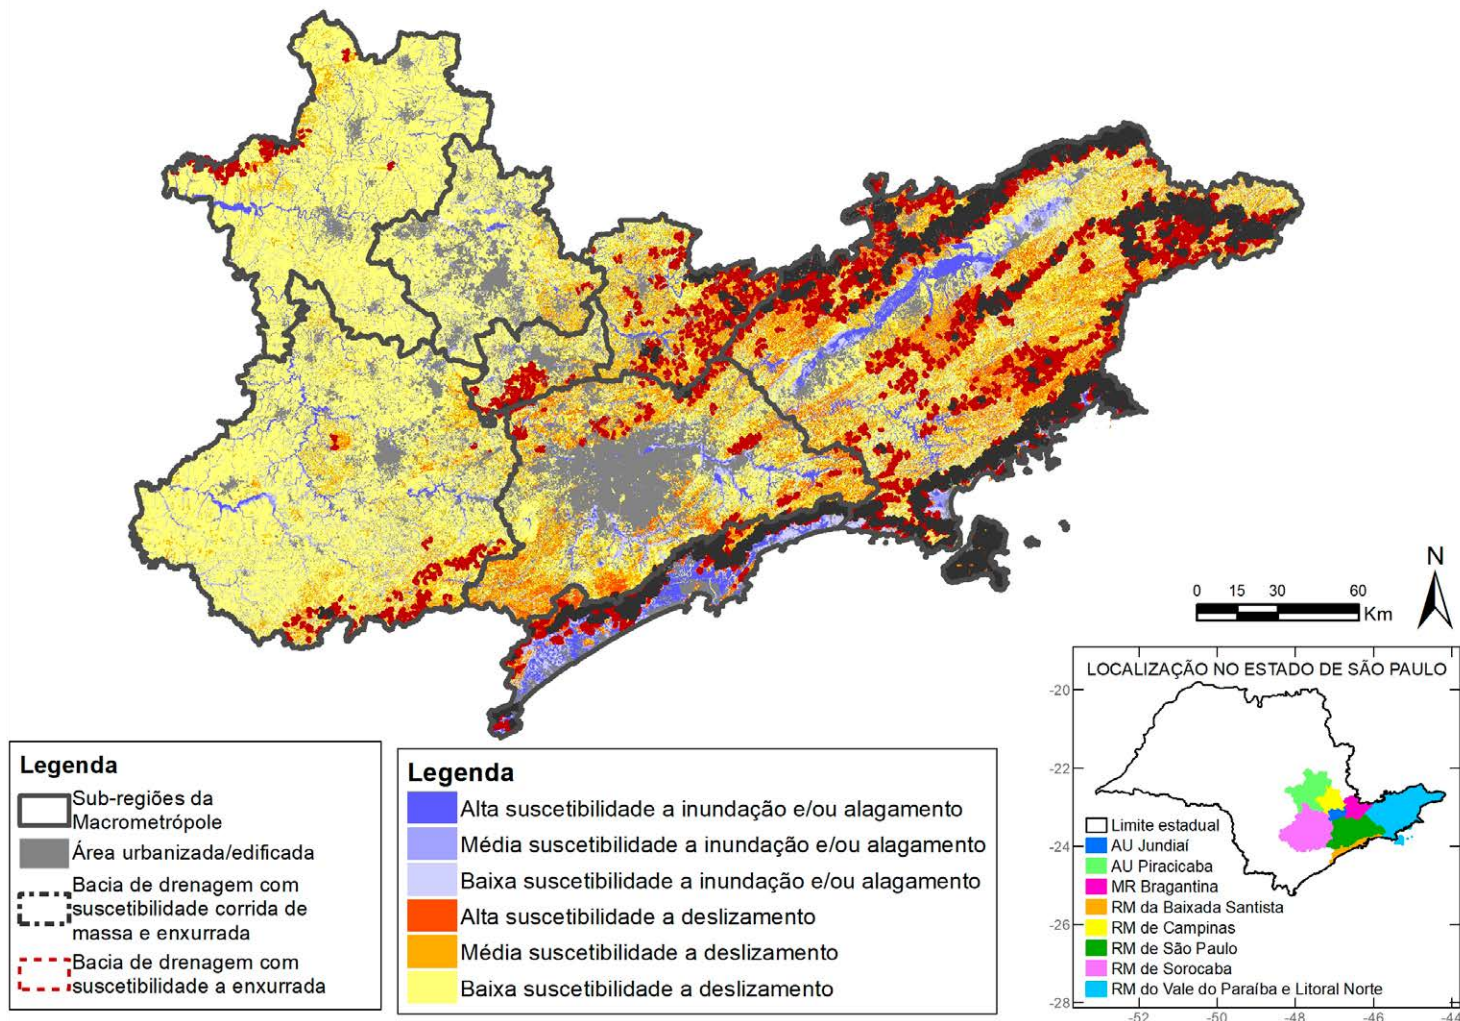 N
0 15 30 60
Km
Legenda
Sub-regiões da
Macrometrópole
Área urbanizada/edificada
Bacia de drenagem com
suscetibilidade corrida de
massa e enxurrada
Bacia de drenagem com
suscetibilidade a enxurrada
Legenda
Alta suscetibilidade a inundação e/ou alagamento
Média suscetibilidade a inundação e/ou alagamento
Baixa suscetibilidade a inundação e/ou alagamento
Alta suscetibilidade a deslizamento
Média suscetibilidade a deslizamento
Baixa suscetibilidade a deslizamento
LOCALIZAÇÃO NO ESTADO DE SÃO PAULO
-20
-22
-24
-26
-28
Limite estadual
AU Jundiaí
AU Piracicaba
MR Bragantina
RM da Baixada Santista
RM de Campinas
RM de São Paulo
RM de Sorocaba
RM do Vale do Paraíba e Litoral Norte
-52 -50 -48 -46 -44